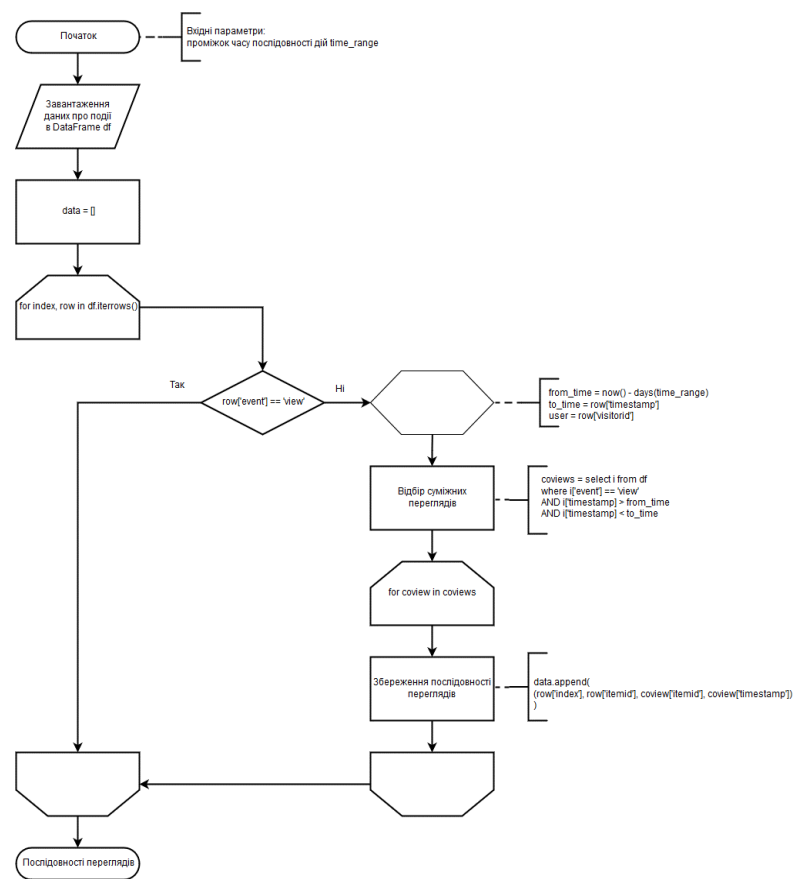 Початок
Вхідні параметри:
проміжок часу послідовності дій time_range
Завантаження
даних про події
в DataFrame df
data = []
for index, row in df.iterrows()
Так
row['event'] == 'view'
Ні
from_time = now() - days(time_range)
to_time = row['timestamp']
user = row['visitorid']
Відбір суміжних
переглядів
coviews = select i from df
where i['event'] == 'view'
AND i['timestamp] > from_time
AND i['timestamp] < to_time
for coview in coviews
Збереження послідовності
переглядів
data.append(
(row['index'], row['itemid'], coview['itemid'], coview['timestamp'])
)
Послідовності переглядів